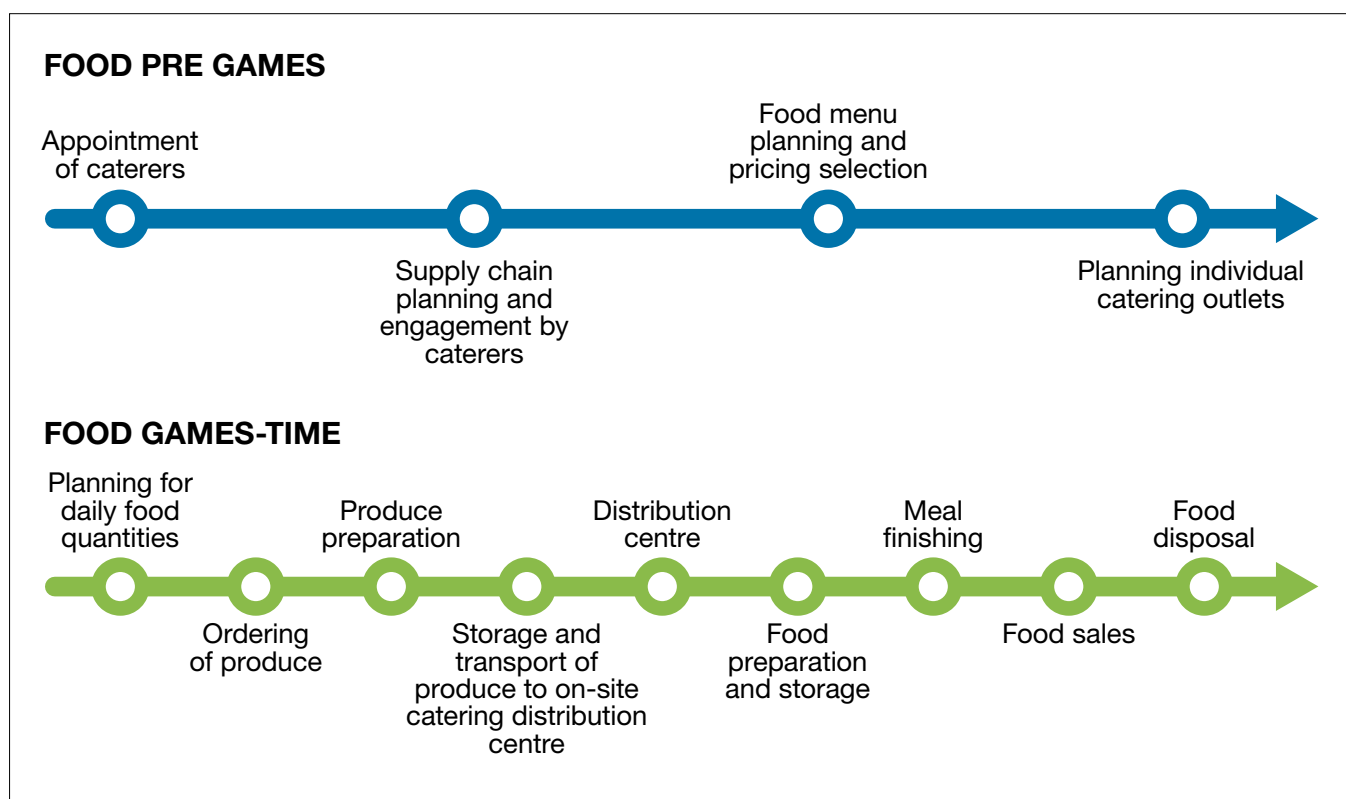 FOOD PRE GAMES
Appointment
of caterers
Supply chain
planning and
engagement by
caterers
Food menu
planning and
pricing selection
Planning individual
catering outlets
FOOD GAMES-TIME
Planning for
daily food
quantities
Ordering
of produce
Produce
preparation
Storage and
transport of
produce to on-site
catering distribution
centre
Distribution
centre
Food
preparation
and storage
Meal
finishing
Food sales
Food
disposal